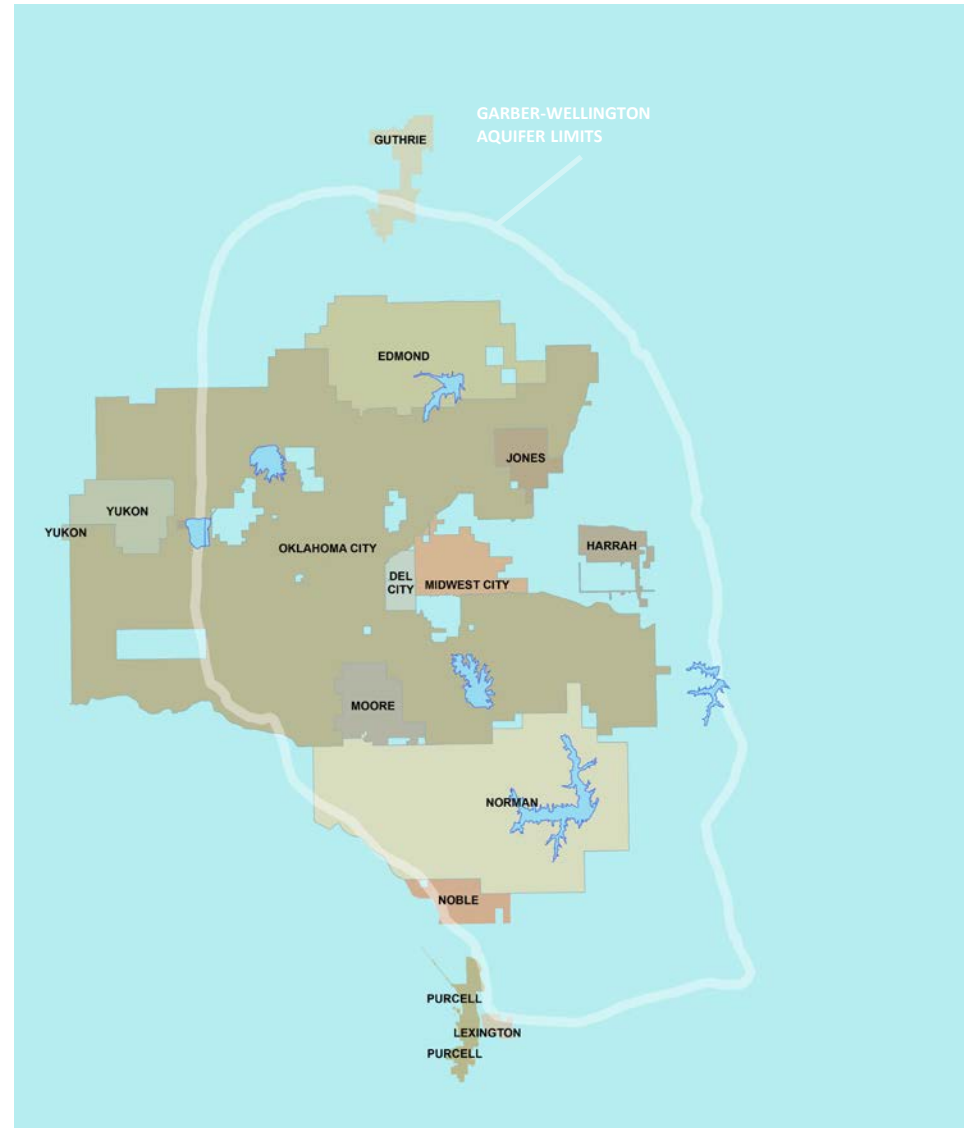 GARBER-WELLINGTON
AQUIFER LIMITS
GUTHRIE
EDMOND
JONES
YUKON
YUKON
OKLAHOMA CITY
HARRAH
DEL
CITY
MIDWEST CITY
MOORE
NORMAN
NOBLE
PURCELL
LEXINGTON
PURCELL